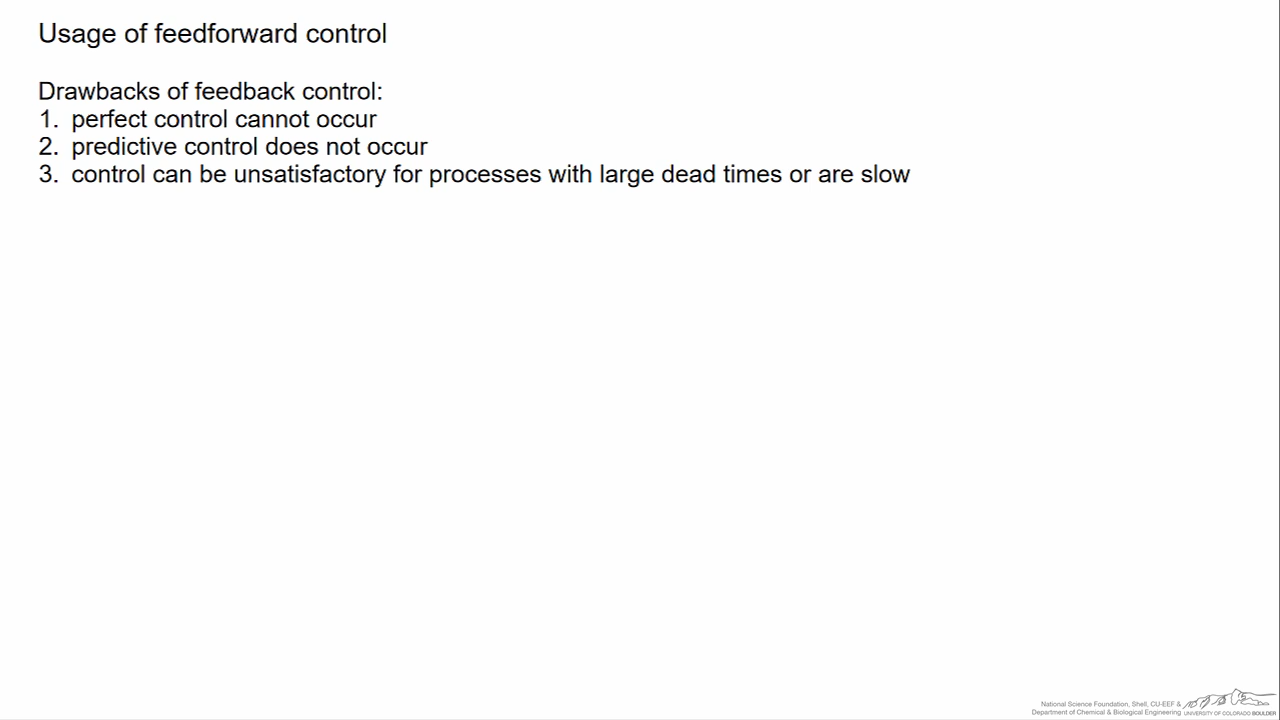 Usage of feedforward control
Drawbacks of feedback control:
1. perfect control cannot occur
2. predictive control does not occur
3. control can be unsatisfactory for processes with large dead times or are slow
National Science Foundation, Shell, CU-EEF &
Department of Chemical & Biological Engineering
UNIVERSITY OF COLORADO BOULDER